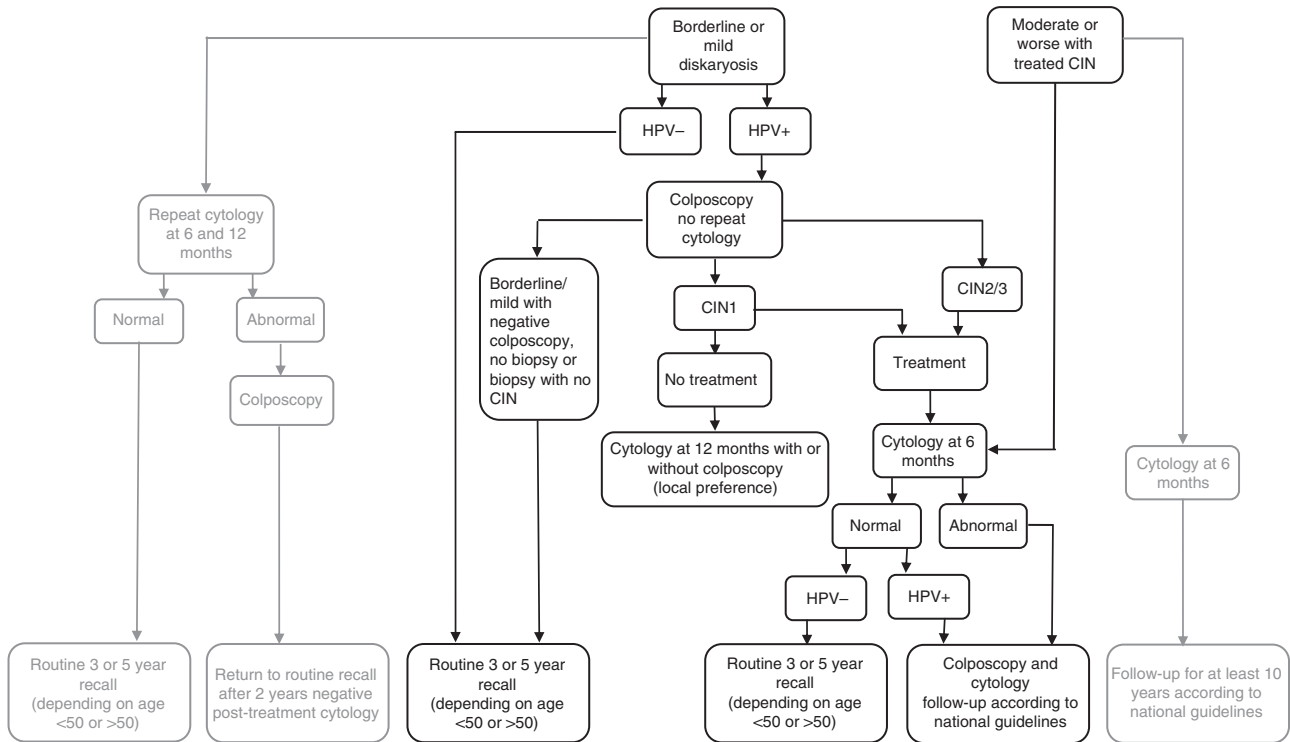 Borderline or
mild
diskaryosis
Moderate or
worse with
treated CIN
HPV–
HPV+
Repeat cytology
at 6 and 12
months
Colposcopy
no repeat
cytology
Normal
Abnormal
Borderline/
mild with
negative
colposcopy,
no biopsy or
biopsy with no
CIN
CIN1
CIN2/3
Colposcopy
No treatment
Treatment
Cytology at 12 months with or
without colposcopy
(local preference)
Cytology at 6
months
Cytology at 6
months
Normal
Abnormal
HPV–
HPV+
Routine 3 or 5 year
recall
(depending on age
<50 or >50)
Return to routine recall
after 2 years negative
post-treatment cytology
Routine 3 or 5 year
recall
(depending on age
<50 or >50)
Routine 3 or 5 year
recall
(depending on age
<50 or >50)
Colposcopy and
cytology
follow-up according to
national guidelines
Follow-up for at least 10
years according to
national guidelines